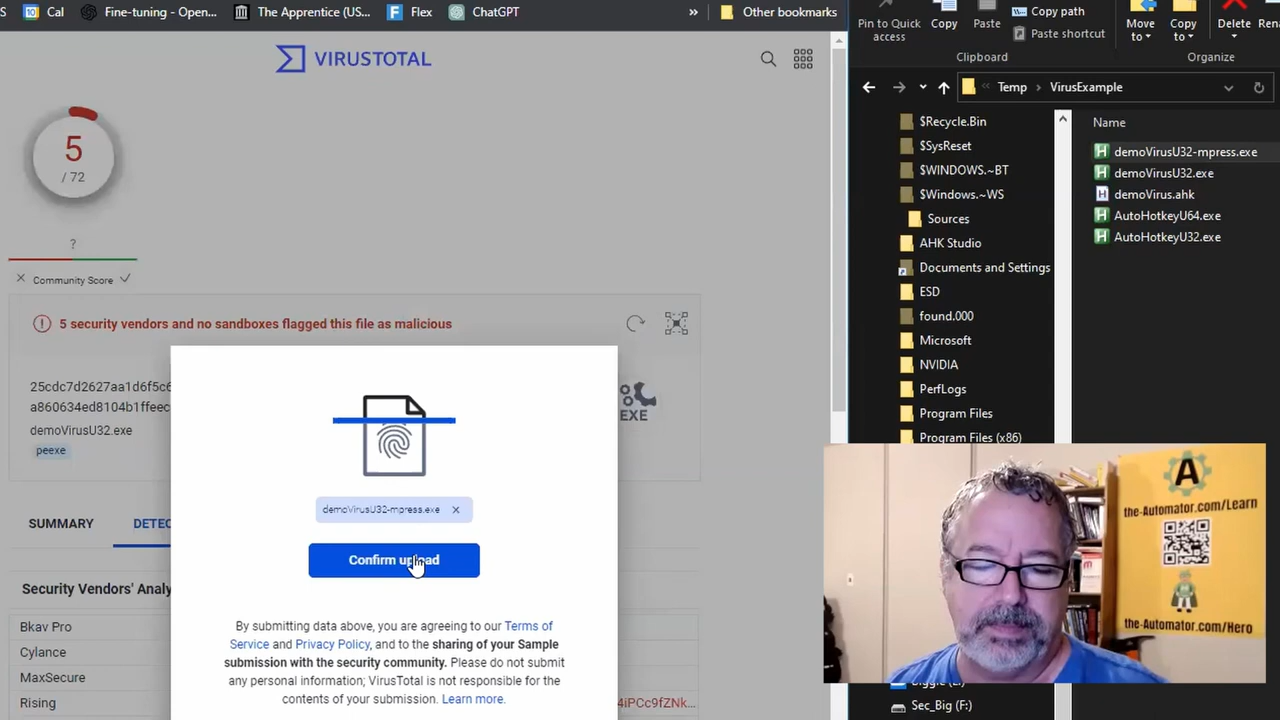 Cal
Fine-tuning - Open...
The Apprentice (US...
Flex
ChatGPT
»
Other bookmarks
VIRUSTOTAL
5
/ 72
?
Community Score
5 security vendors and no sandboxes flagged this file as malicious
25cdc7d2627aa1d6f5c6
a860634ed8104b1ffeec
demoVirusU32.exe
peexe
EXE
demoVirusU32-mpress.exe
Confirm upload
By submitting data above, you are agreeing to our Terms of
Service and Privacy Policy, and to the sharing of your Sample
submission with the security community. Please do not submit
any personal information; VirusTotal is not responsible for the
contents of your submission. Learn more.
SUMMARY
DETEC
Security Vendors' Analy
Bkav Pro
Cylance
MaxSecure
Rising
4iPCc9fZNk...
Pin to Quick
access
Copy
Paste
Copy path
Paste shortcut
Move
to
Copy
to
Delete
Rena
Clipboard
Organize
Temp
VirusExample
$Recycle.Bin
$SysReset
$WINDOWS.~BT
$Windows.~WS
Sources
AHK Studio
Documents and Settings
ESD
found.000
Microsoft
NVIDIA
PerfLogs
Program Files
Program Files (x86)
Sec_Big (F:)
Name
demoVirusU32-mpress.exe
demoVirusU32.exe
demoVirus.ahk
AutoHotkeyU64.exe
AutoHotkeyU32.exe
A
the-Automator.com/Learn
the-Automator.com/Hero